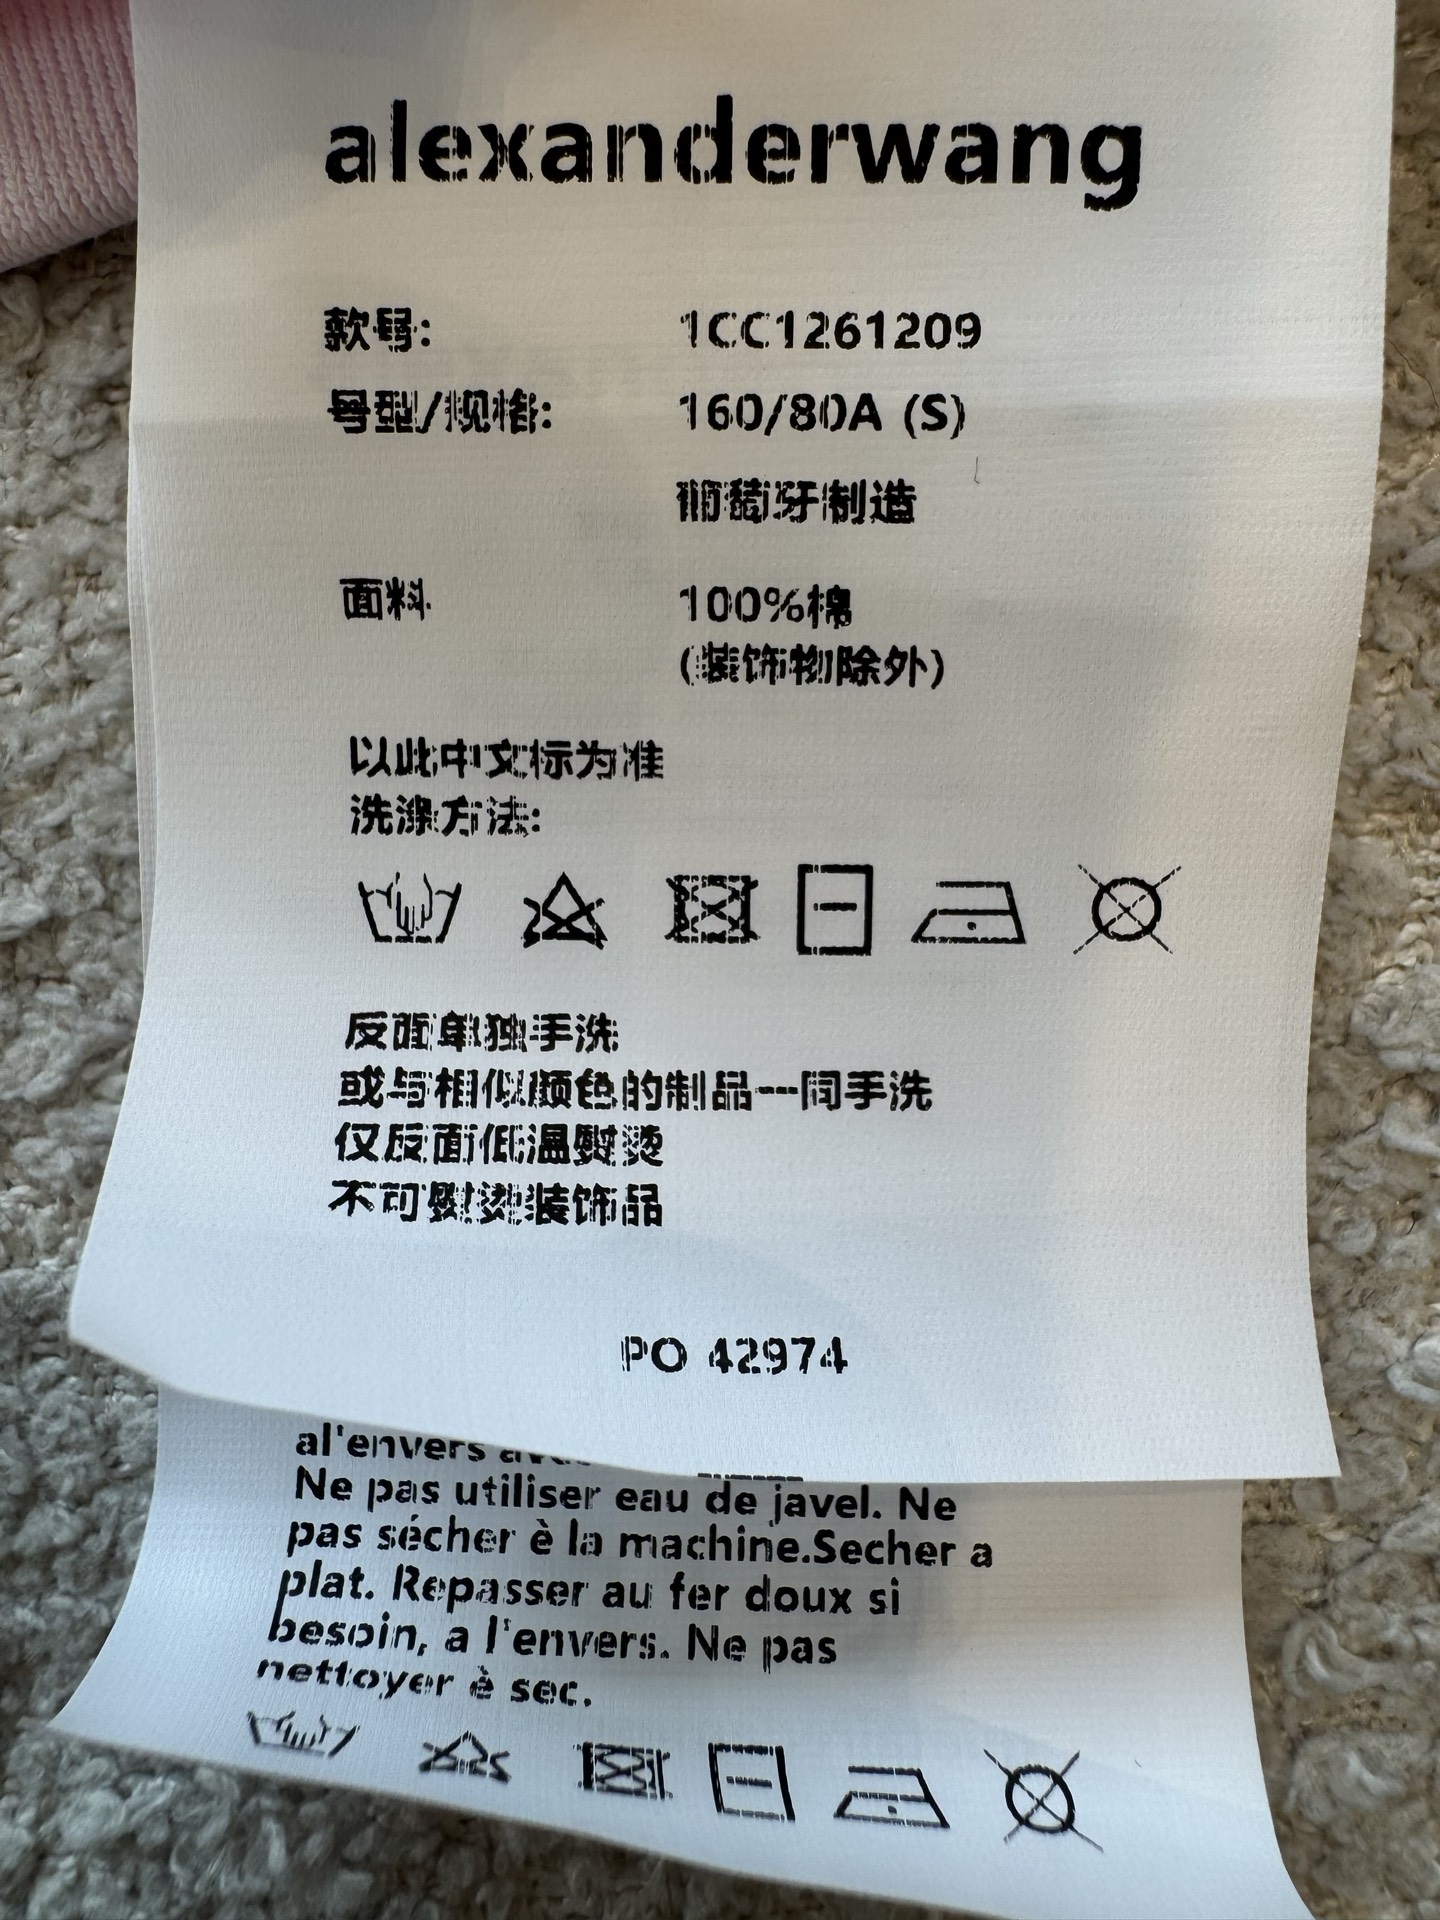 alexanderwang
款号: 1CC1261209
号型/规格: 160/80A (S)
葡萄牙制造
面料 100%棉
(装饰物除外)
以此中文标为准
洗涤方法:
反面单独手洗
或与相似颜色的制品一同手洗
仅反面低温熨烫
不可熨烫装饰品
PO 42974
al'envers
Ne pas utiliser eau de javel. Ne
pas sécher è la machine.Secher a
plat. Repasser au fer doux si
besoin, a l'envers. Ne pas
nettoyer è sec.